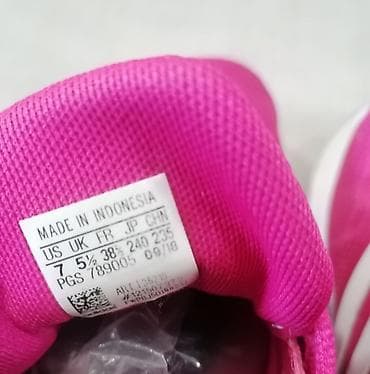 MADE IN INDONESIA
US UK FR JP CHN
7 5½ 38⅔ 240 235
PGS 789005 09/18